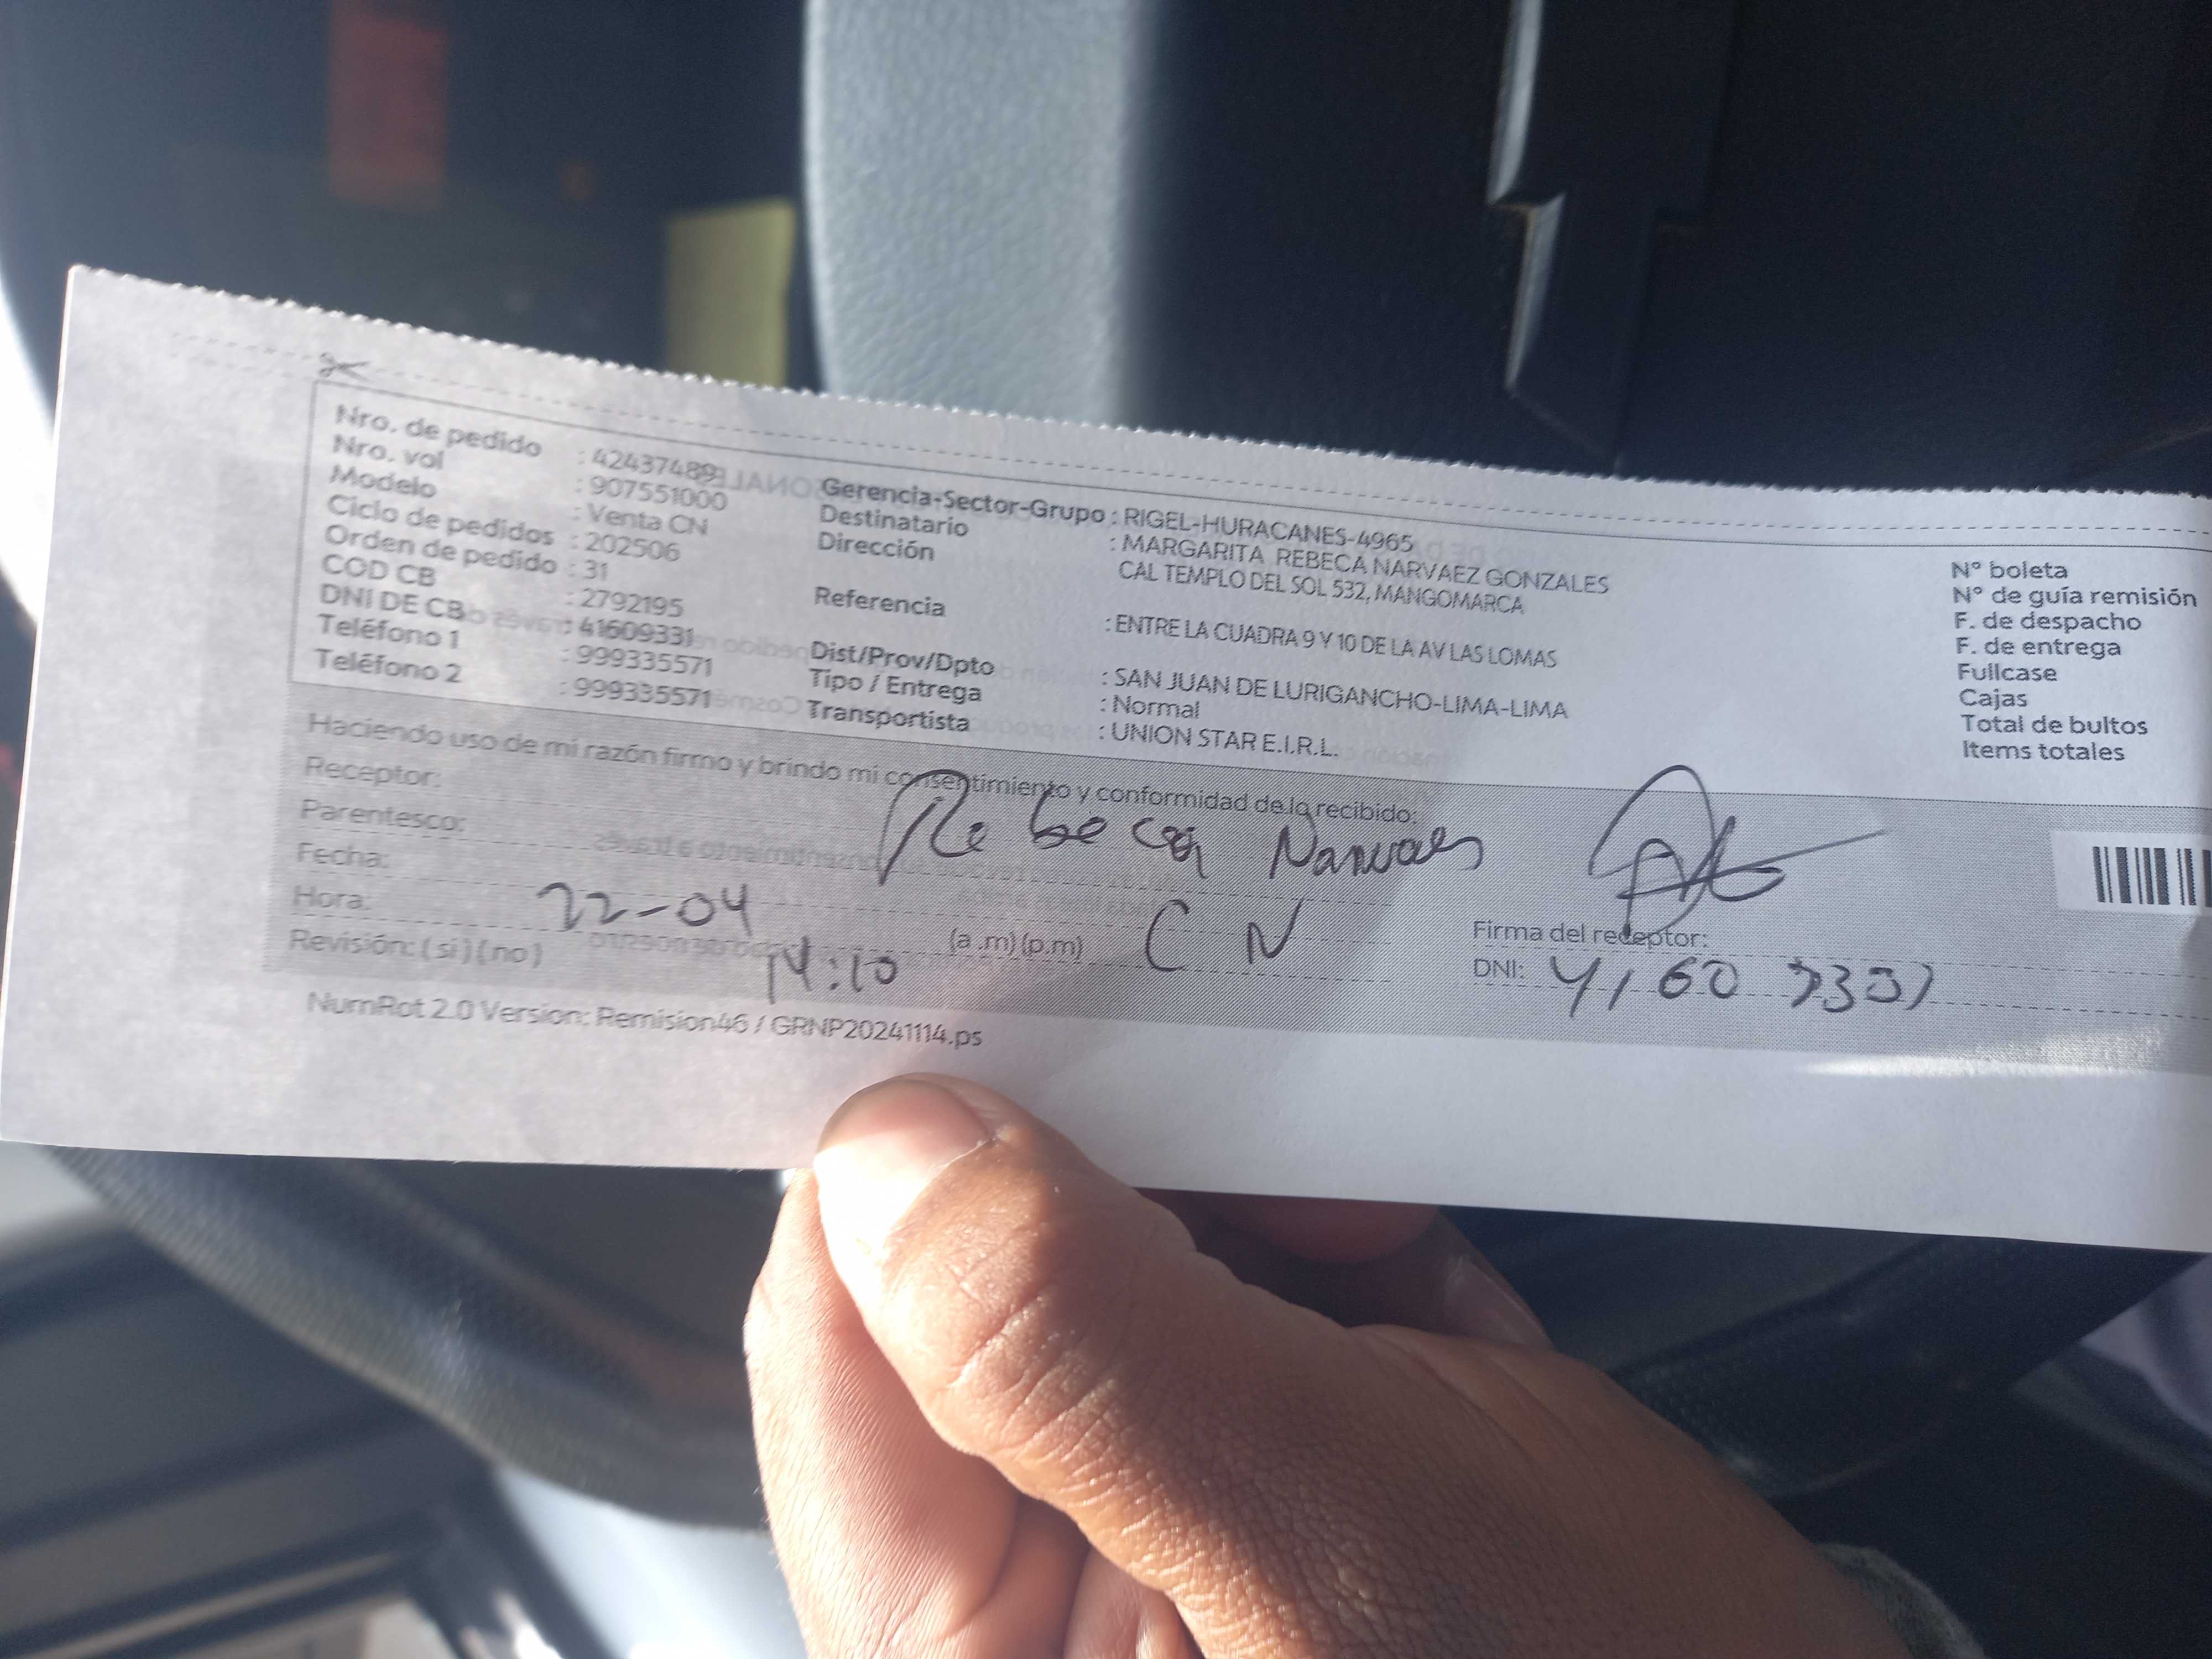 Nro. de pedido : 42437489
Nro. vol : 907551000
Modelo : Venta CN
Ciclo de pedidos : 202506
Orden de pedido : 31
COD CB : 2792195
DNI DE CB : 41609331
Teléfono 1 : 999335571
Teléfono 2 : 999335571
Gerencia-Sector-Grupo : RIGEL-HURACANES-4965
Destinatario : MARGARITA REBECA NARVAEZ GONZALES
Dirección CAL TEMPLO DEL SOL 532, MANGOMARCA
Referencia : ENTRE LA CUADRA 9 Y 10 DE LA AV LAS LOMAS
Dist/Prov/Dpto : SAN JUAN DE LURIGANCHO-LIMA-LIMA
Tipo / Entrega : Normal
Transportista : UNION STAR E.I.R.L.
N° boleta
N° de guía remisión
F. de despacho
F. de entrega
Fullcase
Cajas
Total de bultos
Items totales
Haciendo uso de mi razón firmo y brindo mi consentimiento y conformidad de lo recibido:
Receptor: Rebeca
Parentesco: C N
Fecha: 22-04
Hora: 14:10 (a.m)(p.m)
Revisión: (si)(no)
Firma del receptor:
DNI:
NumRot 2.0 Version: Remision46 / GRNP20241114.ps